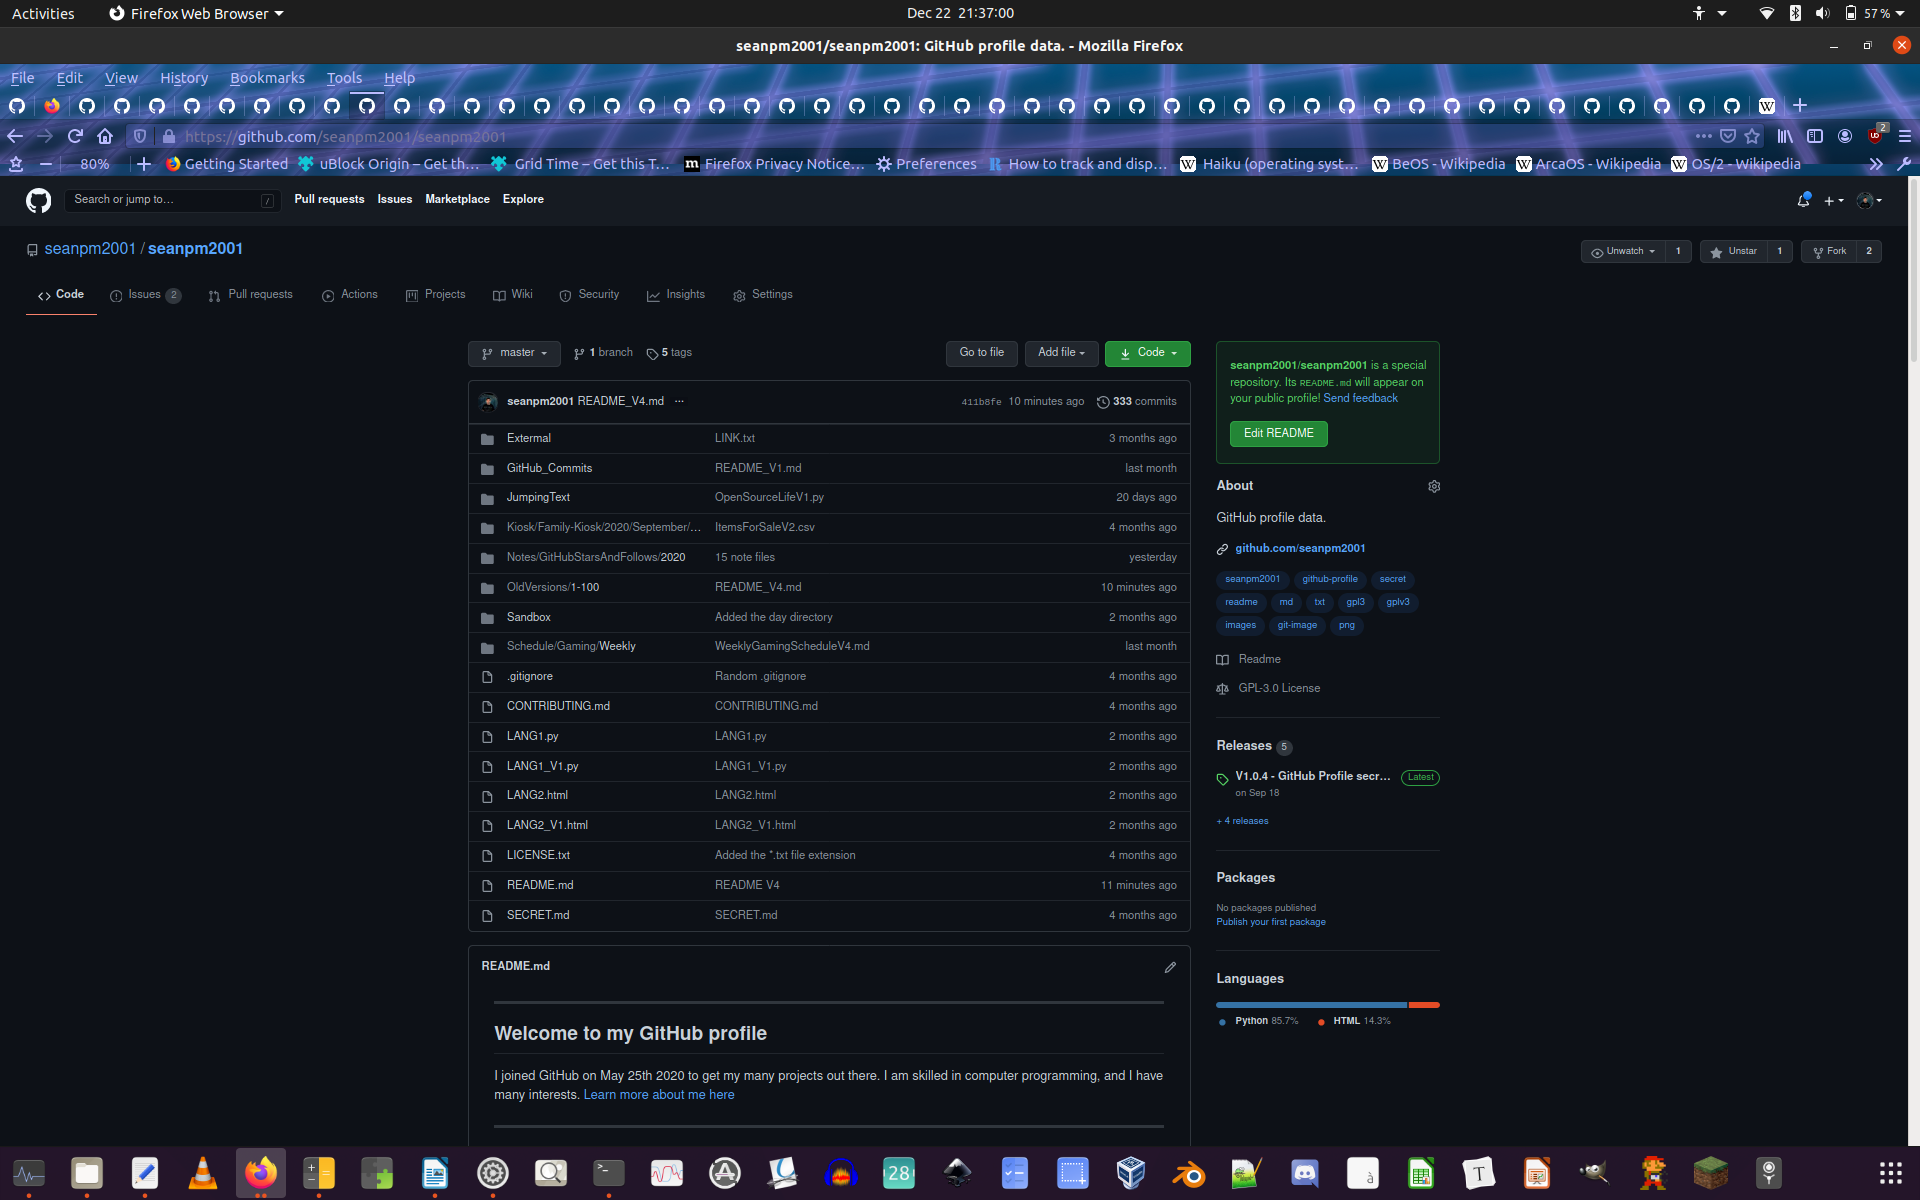 Activities Firefox Web Browser Dec 22 21:37:00 57 %
seanpm2001/seanpm2001: GitHub profile data. - Mozilla Firefox
File Edit View History Bookmarks Tools Help
https://github.com/seanpm2001/seanpm2001 2
80% Getting Started uBlock Origin – Get th… Grid Time – Get this T… Firefox Privacy Notice… Preferences How to track and disp… Haiku (operating syst… BeOS - Wikipedia ArcaOS - Wikipedia OS/2 - Wikipedia
Search or jump to… / Pull requests Issues Marketplace Explore
seanpm2001 / seanpm2001 Unwatch 1 Unstar 1 Fork 2
Code Issues 2 Pull requests Actions Projects Wiki Security Insights Settings
master 1 branch 5 tags Go to file Add file Code
seanpm2001 README_V4.md ... 411b8fe 10 minutes ago 333 commits
Extermal LINK.txt 3 months ago
GitHub_Commits README_V1.md last month
JumpingText OpenSourceLifeV1.py 20 days ago
Kiosk/Family-Kiosk/2020/September/… ItemsForSaleV2.csv 4 months ago
Notes/GitHubStarsAndFollows/2020 15 note files yesterday
OldVersions/1-100 README_V4.md 10 minutes ago
Sandbox Added the day directory 2 months ago
Schedule/Gaming/Weekly WeeklyGamingScheduleV4.md last month
.gitignore Random .gitignore 4 months ago
CONTRIBUTING.md CONTRIBUTING.md 4 months ago
LANG1.py LANG1.py 2 months ago
LANG1_V1.py LANG1_V1.py 2 months ago
LANG2.html LANG2.html 2 months ago
LANG2_V1.html LANG2_V1.html 2 months ago
LICENSE.txt Added the *.txt file extension 4 months ago
README.md README V4 11 minutes ago
SECRET.md SECRET.md 4 months ago
README.md
Welcome to my GitHub profile
I joined GitHub on May 25th 2020 to get my many projects out there. I am skilled in computer programming, and I have
many interests. Learn more about me here
seanpm2001/seanpm2001 is a special
repository. Its README.md will appear on
your public profile! Send feedback
Edit README
About
GitHub profile data.
github.com/seanpm2001
seanpm2001 github-profile secret
readme md txt gpl3 gplv3
images git-image png
Readme
GPL-3.0 License
Releases 5
V1.0.4 - GitHub Profile secr... Latest
on Sep 18
+ 4 releases
Packages
No packages published
Publish your first package
Languages
Python 85.7% HTML 14.3%
28